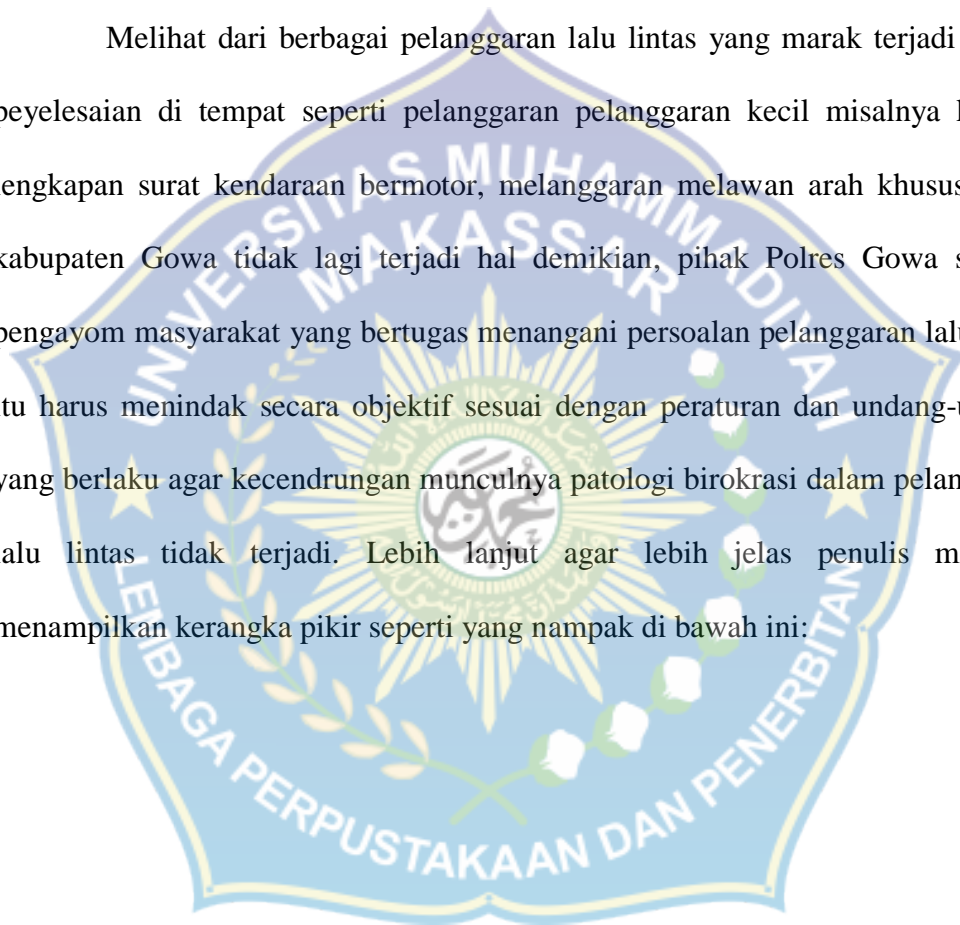 Melihat dari berbagai pelanggaran lalu lintas yang marak terjadi
peyelesaian di tempat seperti pelanggaran pelanggaran kecil misalnya
lengkapan surat kendaraan bermotor, melanggaran melawan arah khusus
kabupaten Gowa tidak lagi terjadi hal demikian, pihak Polres Gowa s
pengayom masyarakat yang bertugas menangani persoalan pelanggaran lalu
itu harus menindak secara objektif sesuai dengan peraturan dan undang-u
yang berlaku agar kecendrungan munculnya patologi birokrasi dalam pelan
lalu lintas tidak terjadi. Lebih lanjut agar lebih jelas penulis m
menampilkan kerangka pikir seperti yang nampak di bawah ini:
UNIVERSITAS MUHAMMADIYAH
MAKASSAR
LEMBAGA PERPUSTAKAAN DAN PENERBITAN